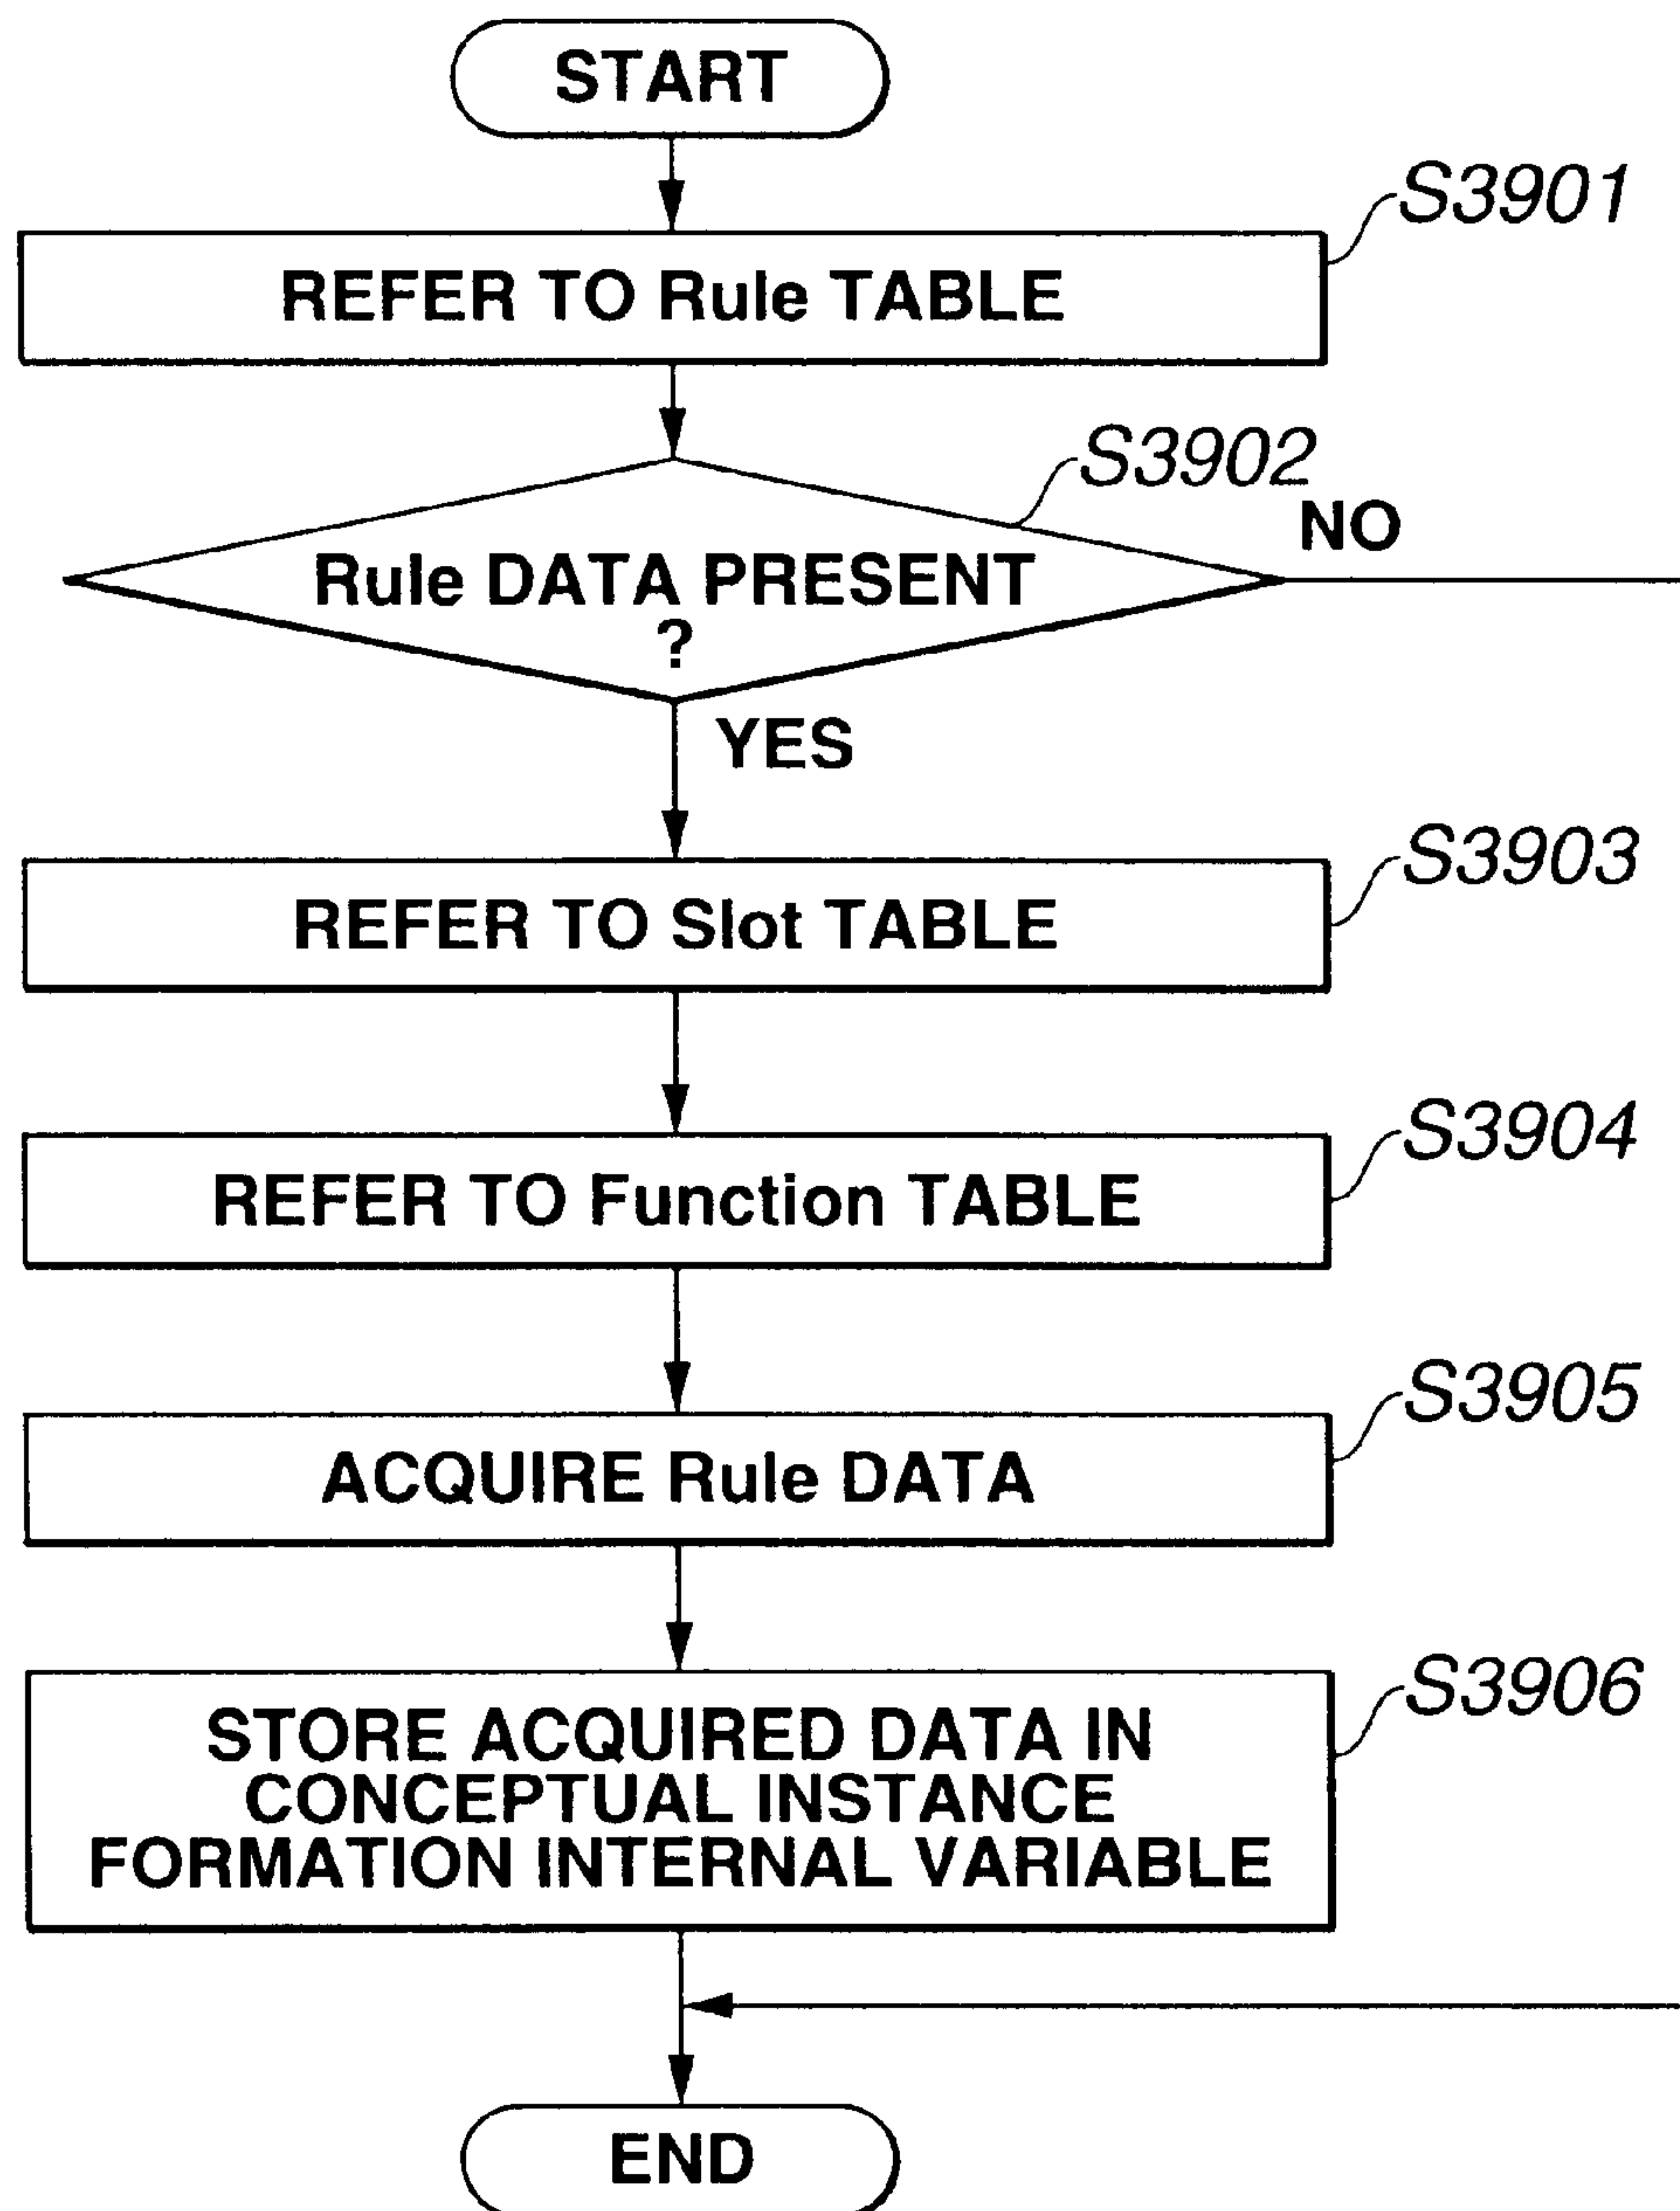 START
S3901
REFER TO Rule TABLE
S3902
NO
Rule DATA PRESENT
?
YES
S3903
REFER TO Slot TABLE
S3904
REFER TO Function TABLE
S3905
ACQUIRE Rule DATA
S3906
STORE ACQUIRED DATA IN
CONCEPTUAL INSTANCE
FORMATION INTERNAL VARIABLE
END